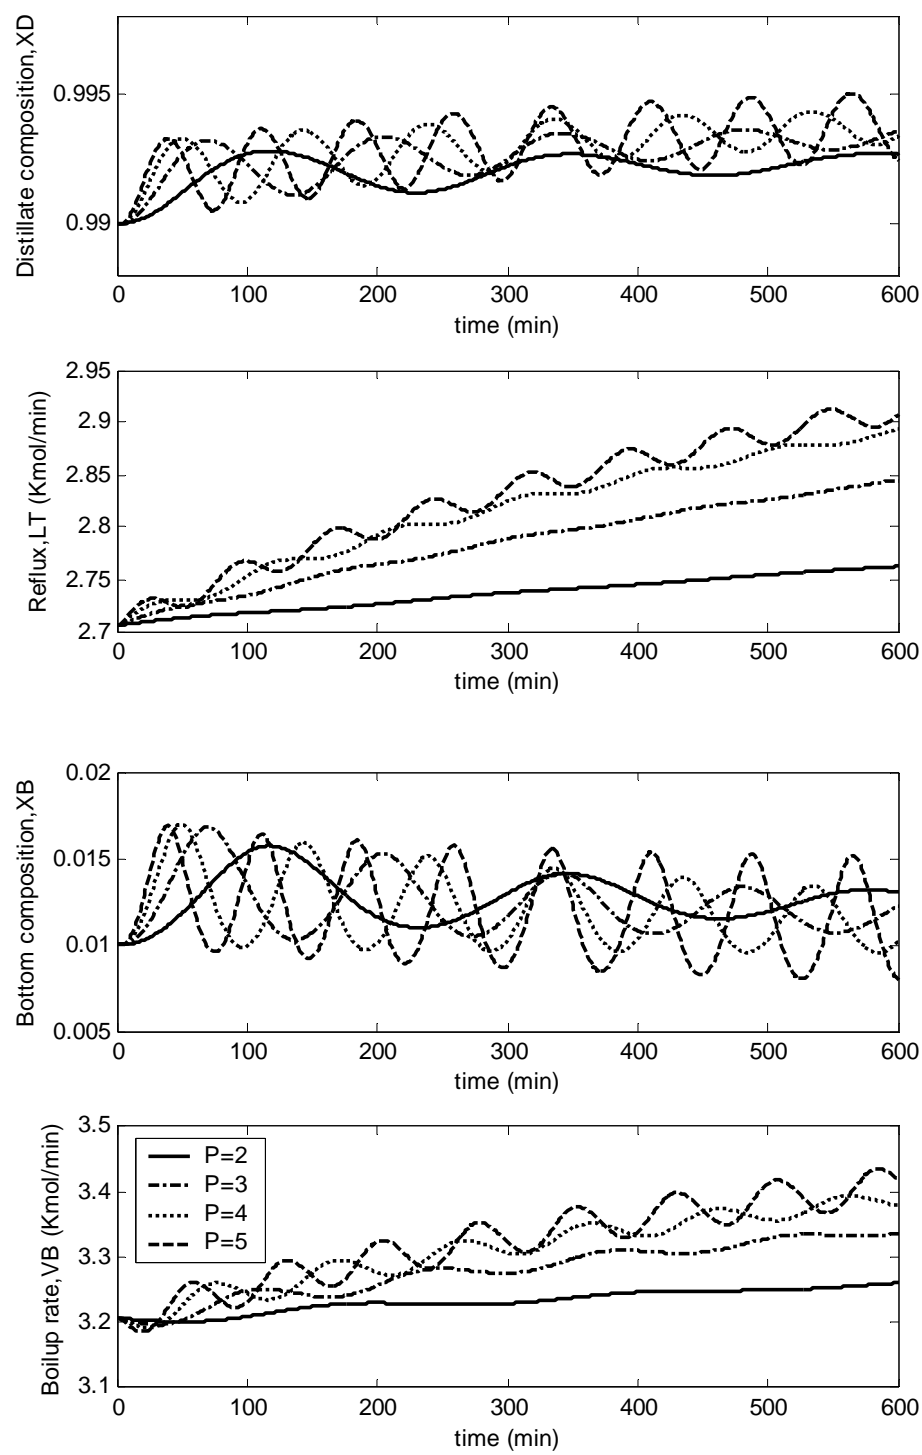 Distillate composition,XD
0.995
0.99
0 100 200 300 400 500 600
time (min)
Reflux,LT (Kmol/min)
2.95
2.9
2.85
2.8
2.75
2.7
0 100 200 300 400 500 600
time (min)
Bottom composition,XB
0.02
0.015
0.01
0.005
0 100 200 300 400 500 600
time (min)
Boilup rate,VB (Kmol/min)
3.5
3.4
3.3
3.2
3.1
P=2
P=3
P=4
P=5
0 100 200 300 400 500 600
time (min)